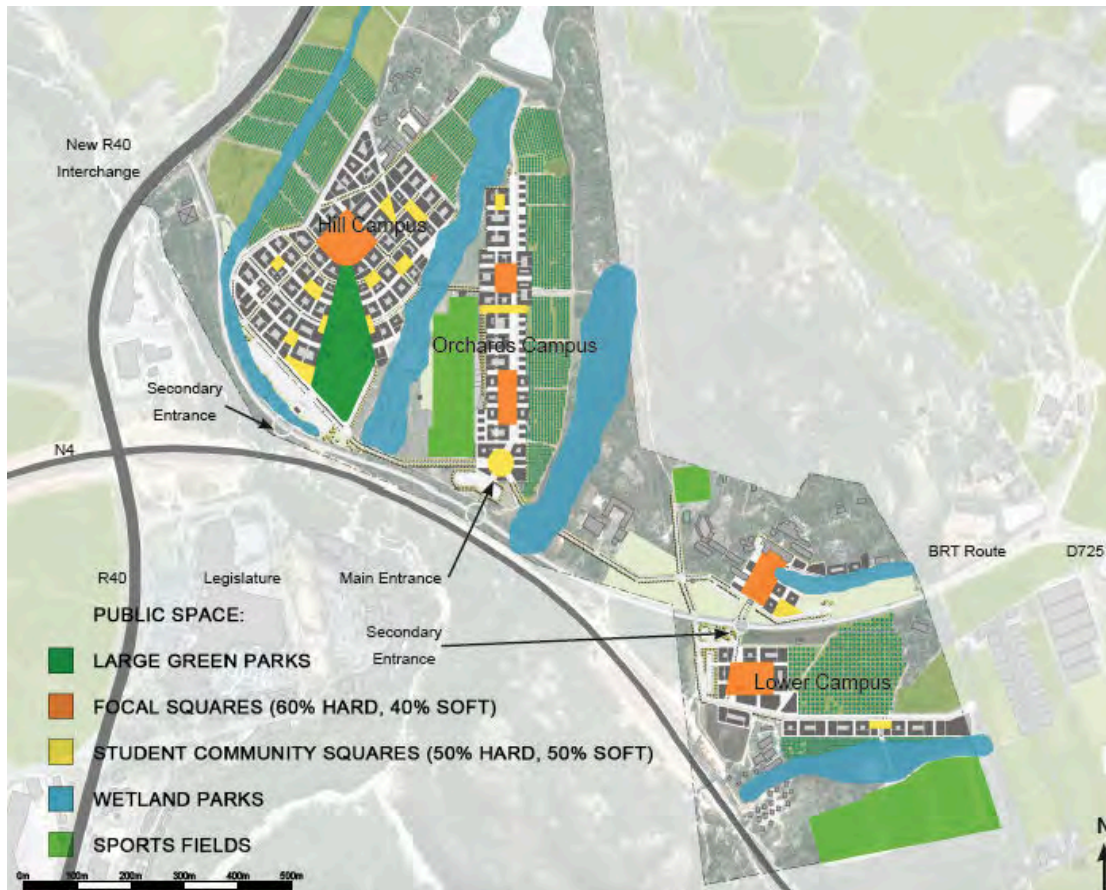 New R40
Interchange
Hill Campus
Orchards Campus
Secondary
Entrance
N4
BRT Route
D725
R40
Legislature
Main Entrance
PUBLIC SPACE:
Secondary
Entrance
LARGE GREEN PARKS
Lower Campus
FOCAL SQUARES (60% HARD, 40% SOFT)
STUDENT COMMUNITY SQUARES (50% HARD, 50% SOFT)
WETLAND PARKS
SPORTS FIELDS
N
0m 100m 200m 300m 400m 500m